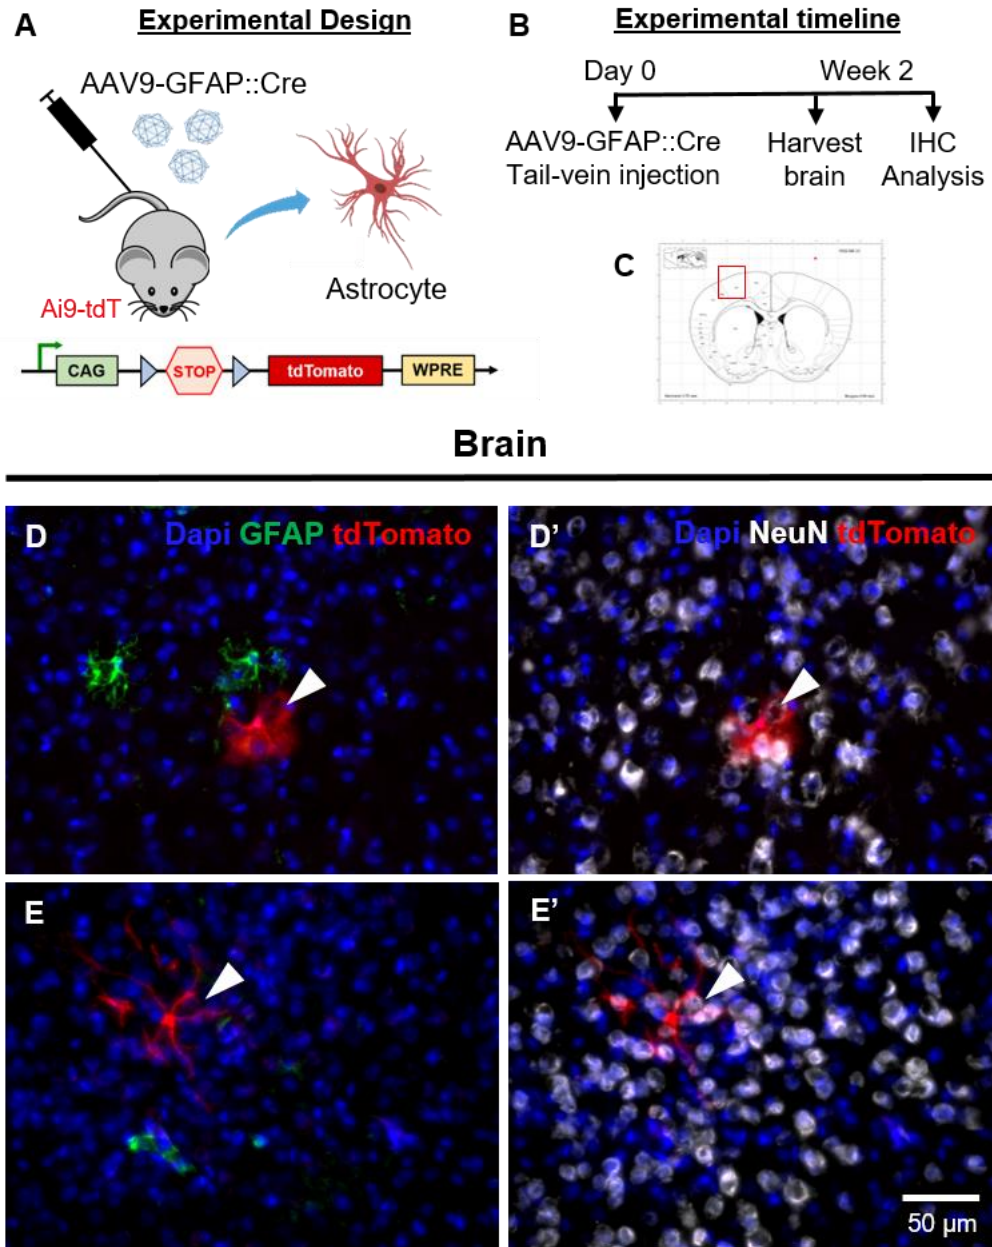 A
Experimental Design
AAV9-GFAP::Cre
Astrocyte
Ai9-tdT
CAG
STOP
tdTomato
WPRE
B
Experimental timeline
Day 0
Week 2
AAV9-GFAP::Cre
Tail-vein injection
Harvest
brain
IHC
Analysis
C
Brain
D
Dapi GFAP tdTomato
D’
Dapi NeuN tdTomato
E
E’
50 µm